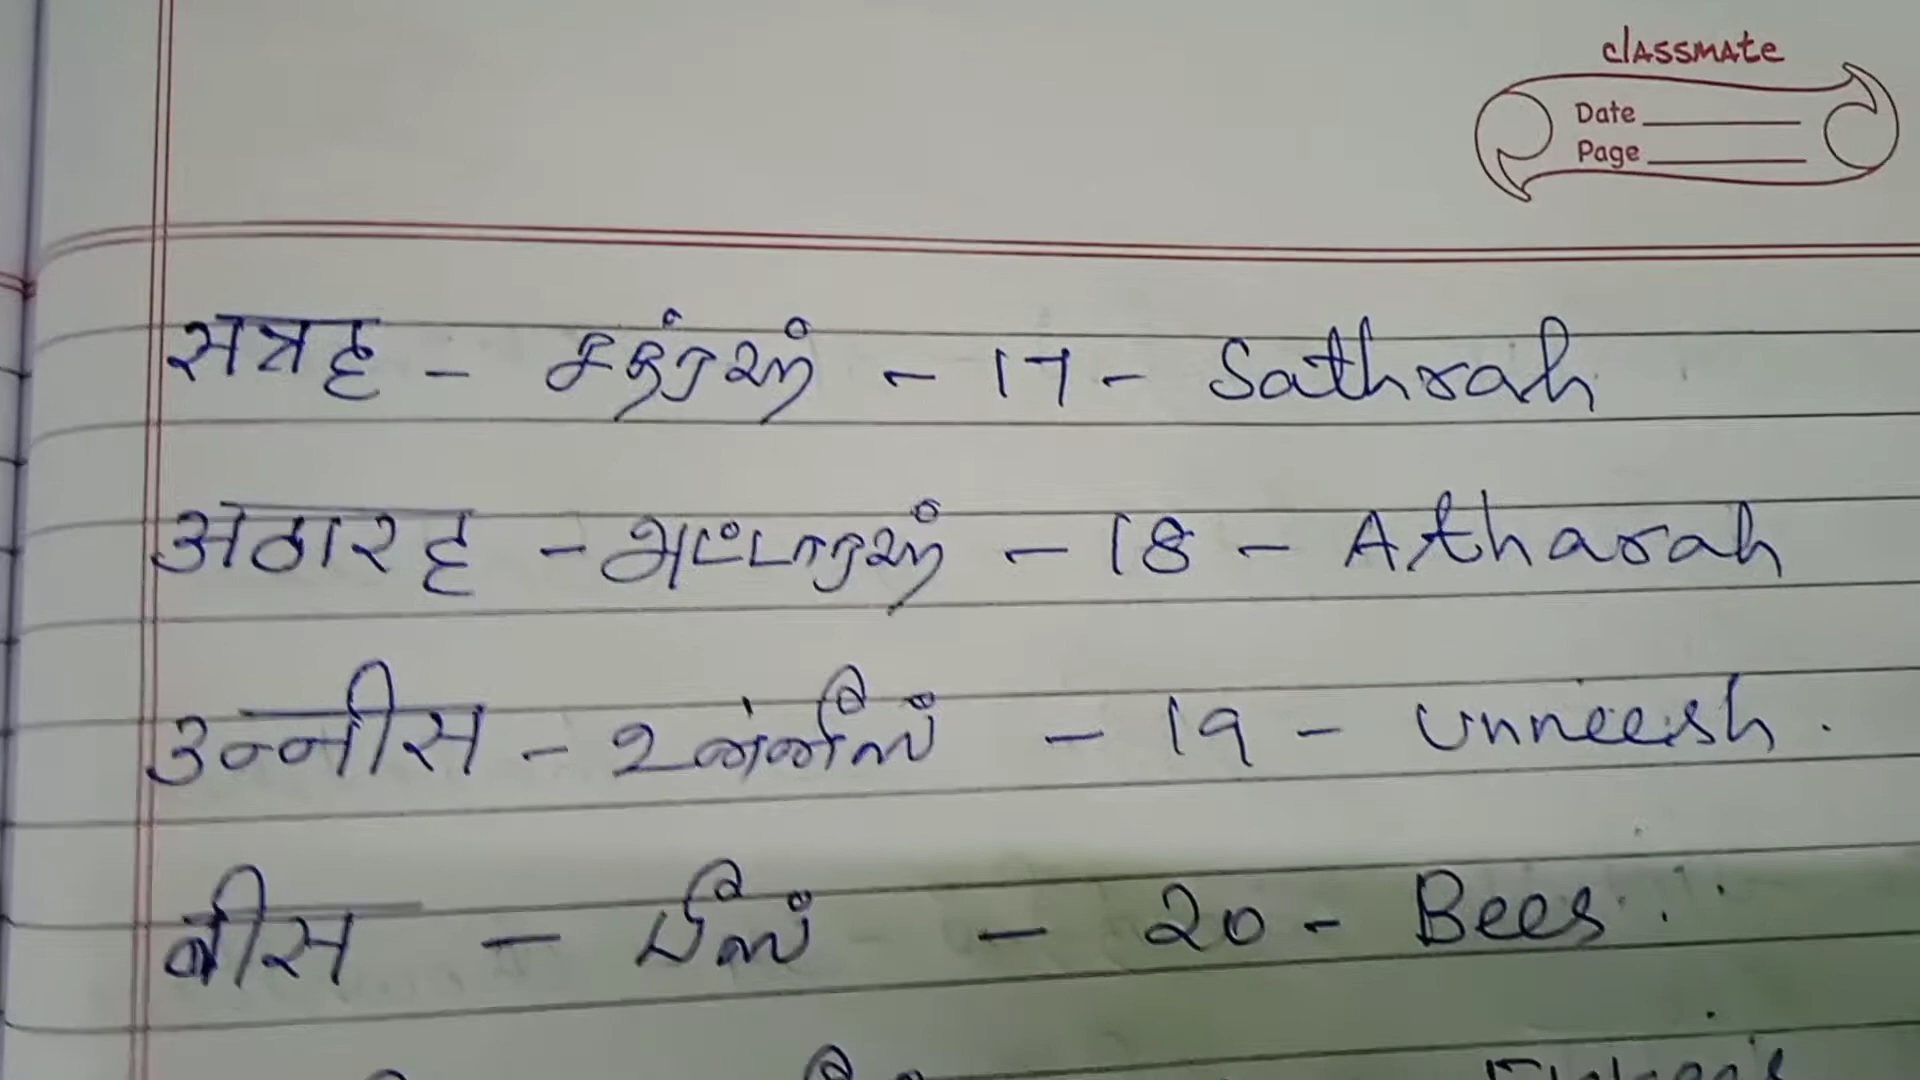 classmate
Date
Page
सत्रह - சத்ரஹ் - 17 - Sathrah
अठारह - அட்டாரஹ் - 18 - Atharah
उन्नीस - உன்னீஸ் - 19 - Unneesh.
बीस - பீஸ் - 20 - Bees.